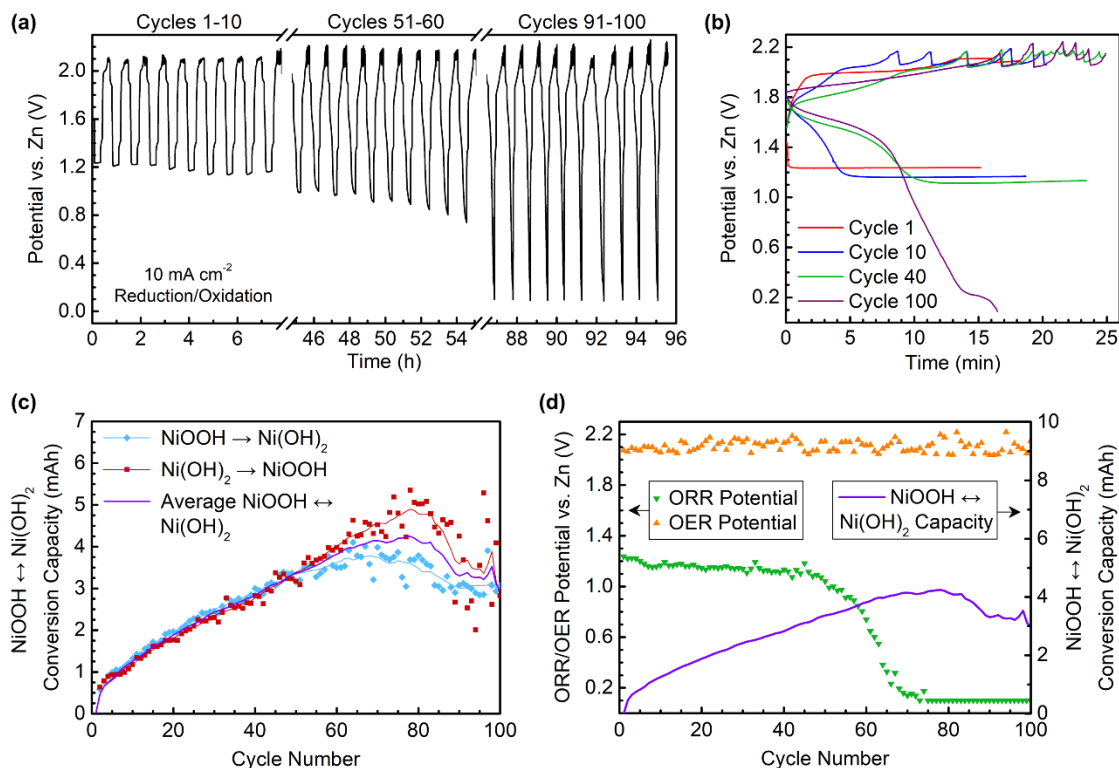 (a)
Cycles 1-10
Cycles 51-60
Cycles 91-100
Potential vs. Zn (V)
2.0
1.6
1.2
0.8
0.4
0.0
10 mA cm⁻²
Reduction/Oxidation
0 2 4 6 46 48 50 52 54 88 90 92 94 96
Time (h)
(b)
Potential vs. Zn (V)
2.2
1.8
1.4
1.0
0.6
0.2
Cycle 1
Cycle 10
Cycle 40
Cycle 100
0 5 10 15 20 25
Time (min)
(c)
NiOOH ↔ Ni(OH)₂
Conversion Capacity (mAh)
7
6
5
4
3
2
1
0
NiOOH → Ni(OH)₂
Ni(OH)₂ → NiOOH
Average NiOOH ↔
Ni(OH)₂
0 20 40 60 80 100
Cycle Number
(d)
ORR/OER Potential vs. Zn (V)
2.2
1.8
1.4
1.0
0.6
0.2
ORR Potential
OER Potential
NiOOH ↔
Ni(OH)₂ Capacity
10
8
6
4
2
0
NiOOH ↔ Ni(OH)₂
Conversion Capacity (mAh)
0 20 40 60 80 100
Cycle Number